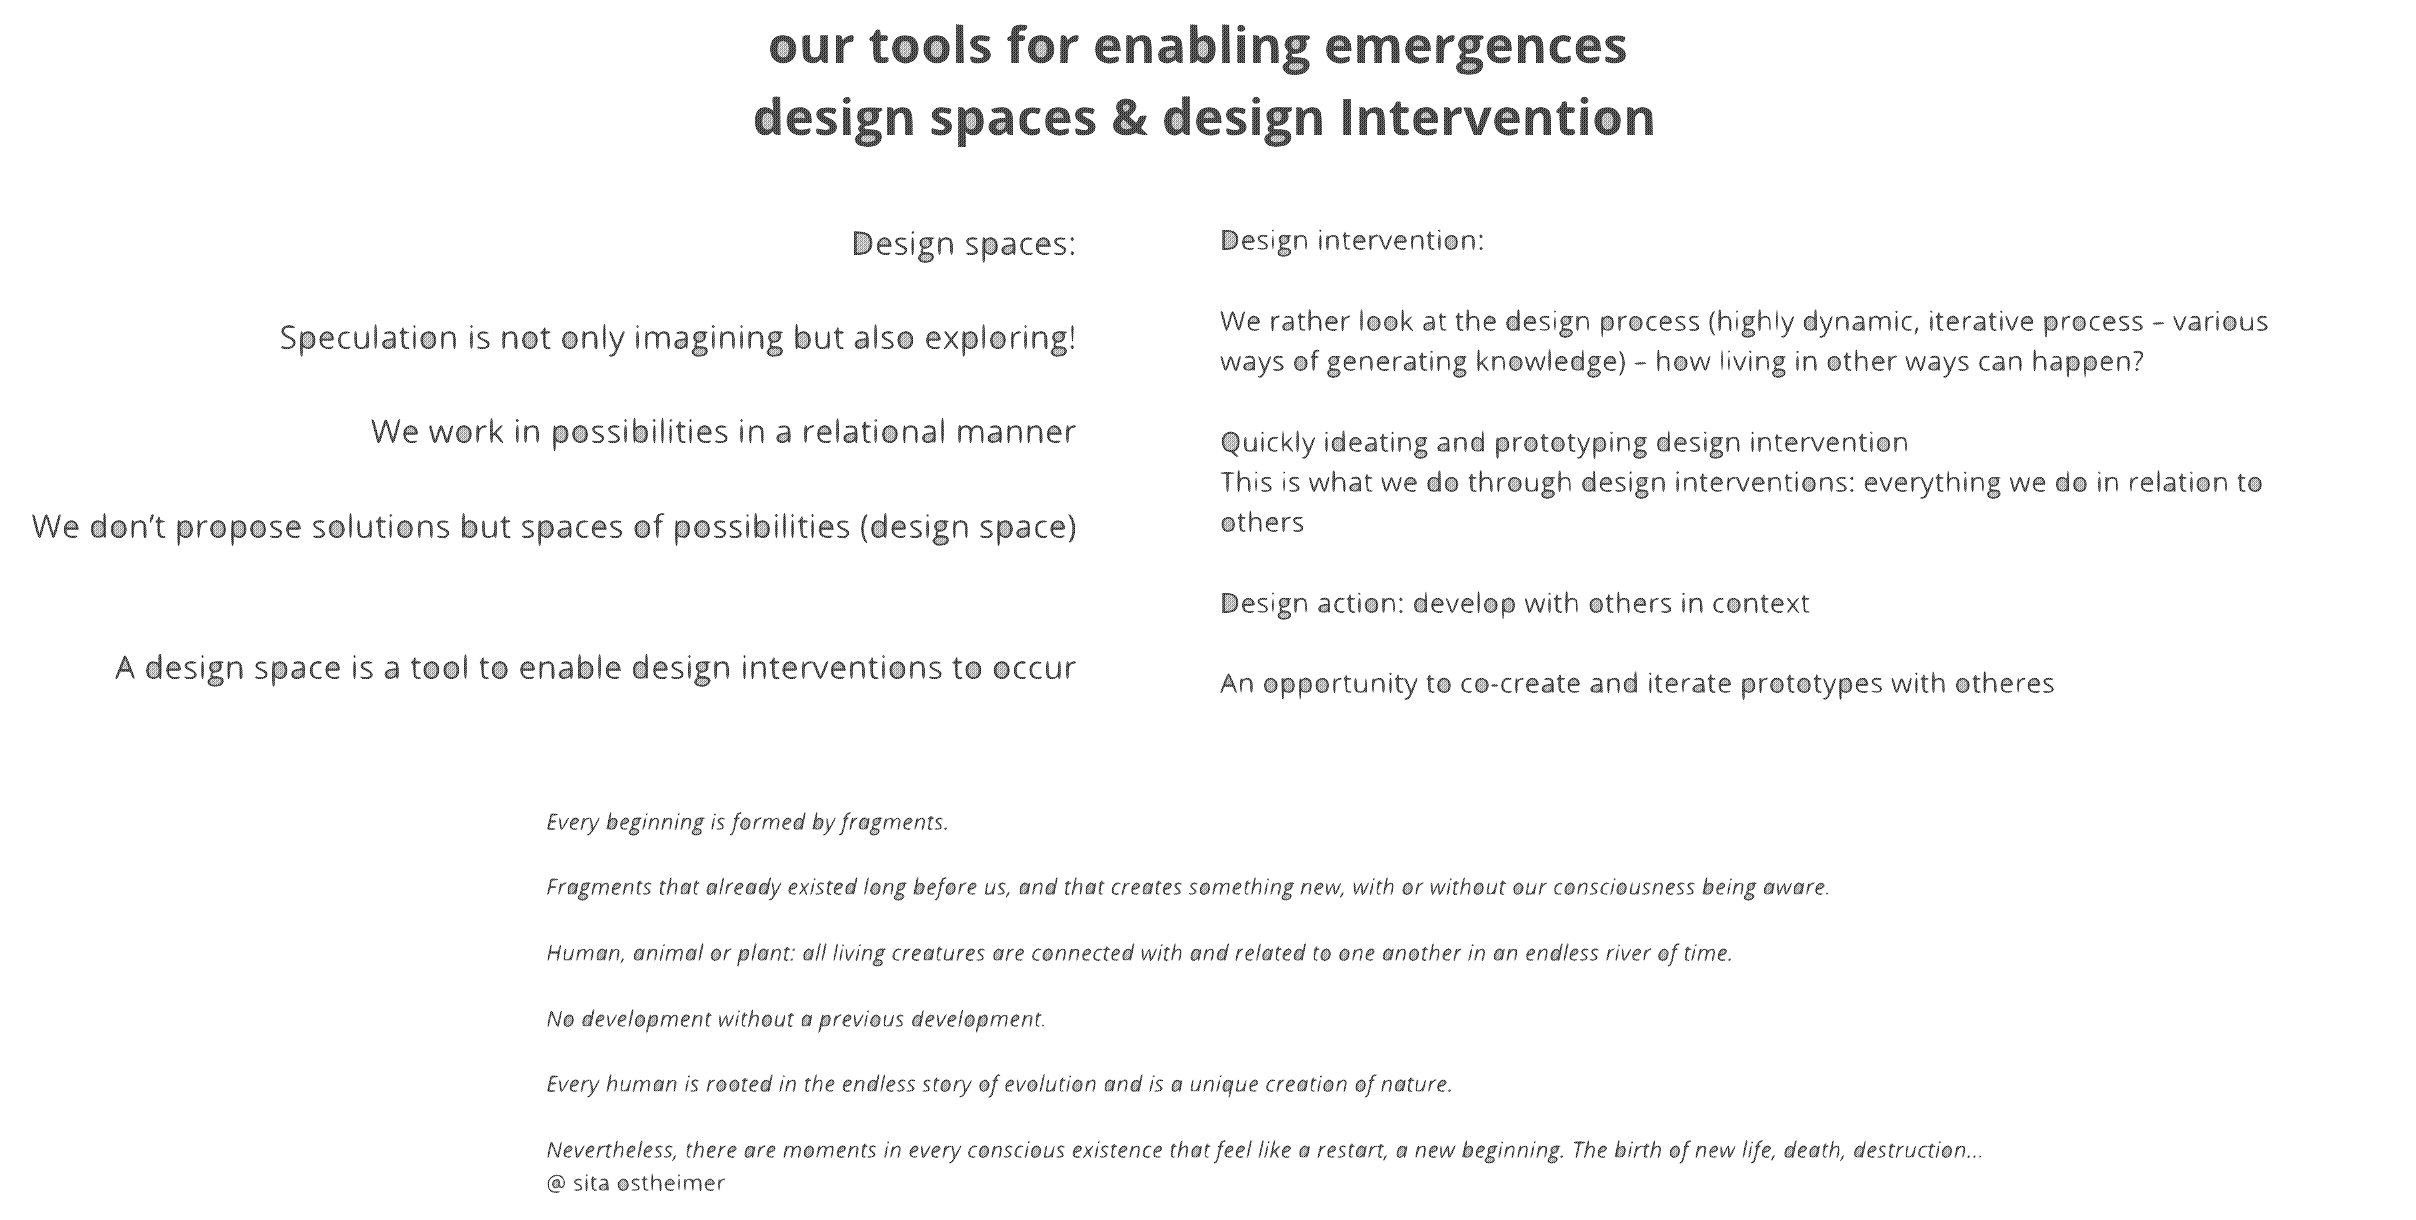 our tools for enabling emergences
design spaces & design Intervention
Design spaces:
Speculation is not only imagining but also exploring!
We work in possibilities in a relational manner
We don’t propose solutions but spaces of possibilities (design space)
A design space is a tool to enable design interventions to occur
Design intervention:
We rather look at the design process (highly dynamic, iterative process – various
ways of generating knowledge) – how living in other ways can happen?
Quickly ideating and prototyping design intervention
This is what we do through design interventions: everything we do in relation to
others
Design action: develop with others in context
An opportunity to co-create and iterate prototypes with otheres
Every beginning is formed by fragments.
Fragments that already existed long before us, and that creates something new, with or without our consciousness being aware.
Human, animal or plant: all living creatures are connected with and related to one another in an endless river of time.
No development without a previous development.
Every human is rooted in the endless story of evolution and is a unique creation of nature.
Nevertheless, there are moments in every conscious existence that feel like a restart, a new beginning. The birth of new life, death, destruction...
@ sita ostheimer